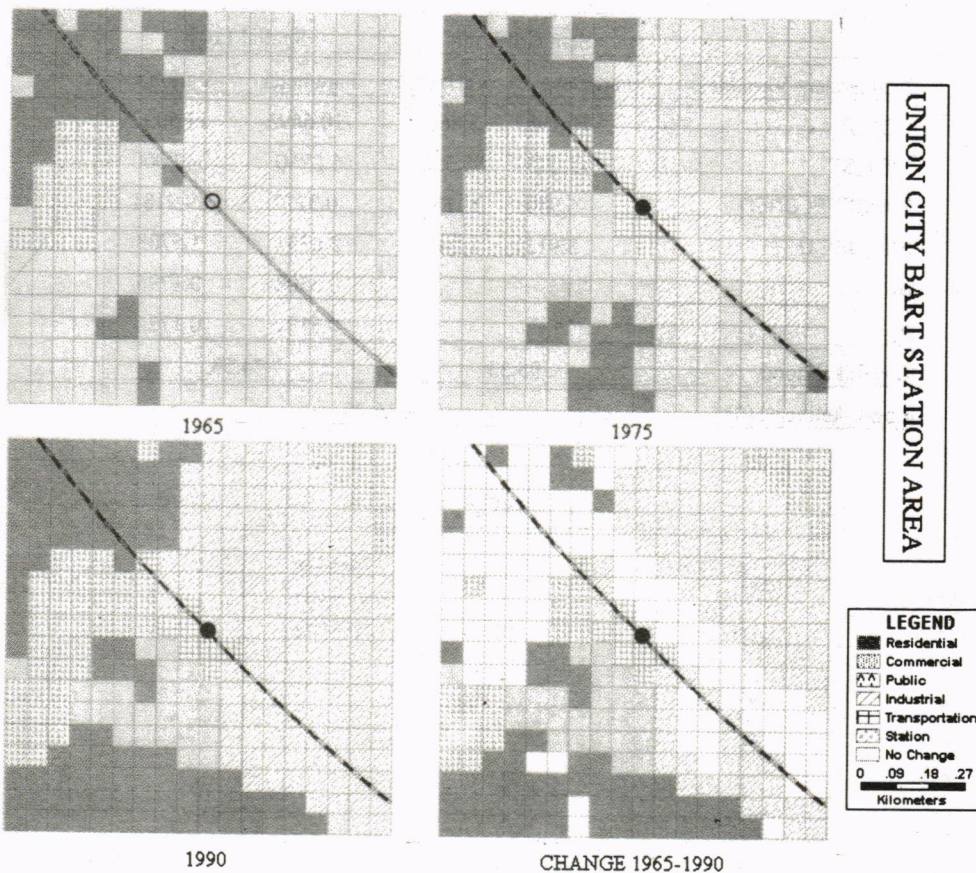 1965
1975
UNION CITY BART STATION AREA
1990
CHANGE 1965-1990
LEGEND
Residential
Commercial
Public
Industrial
Transportation
Station
No Change
0 .09 .18 .27
Kilometers